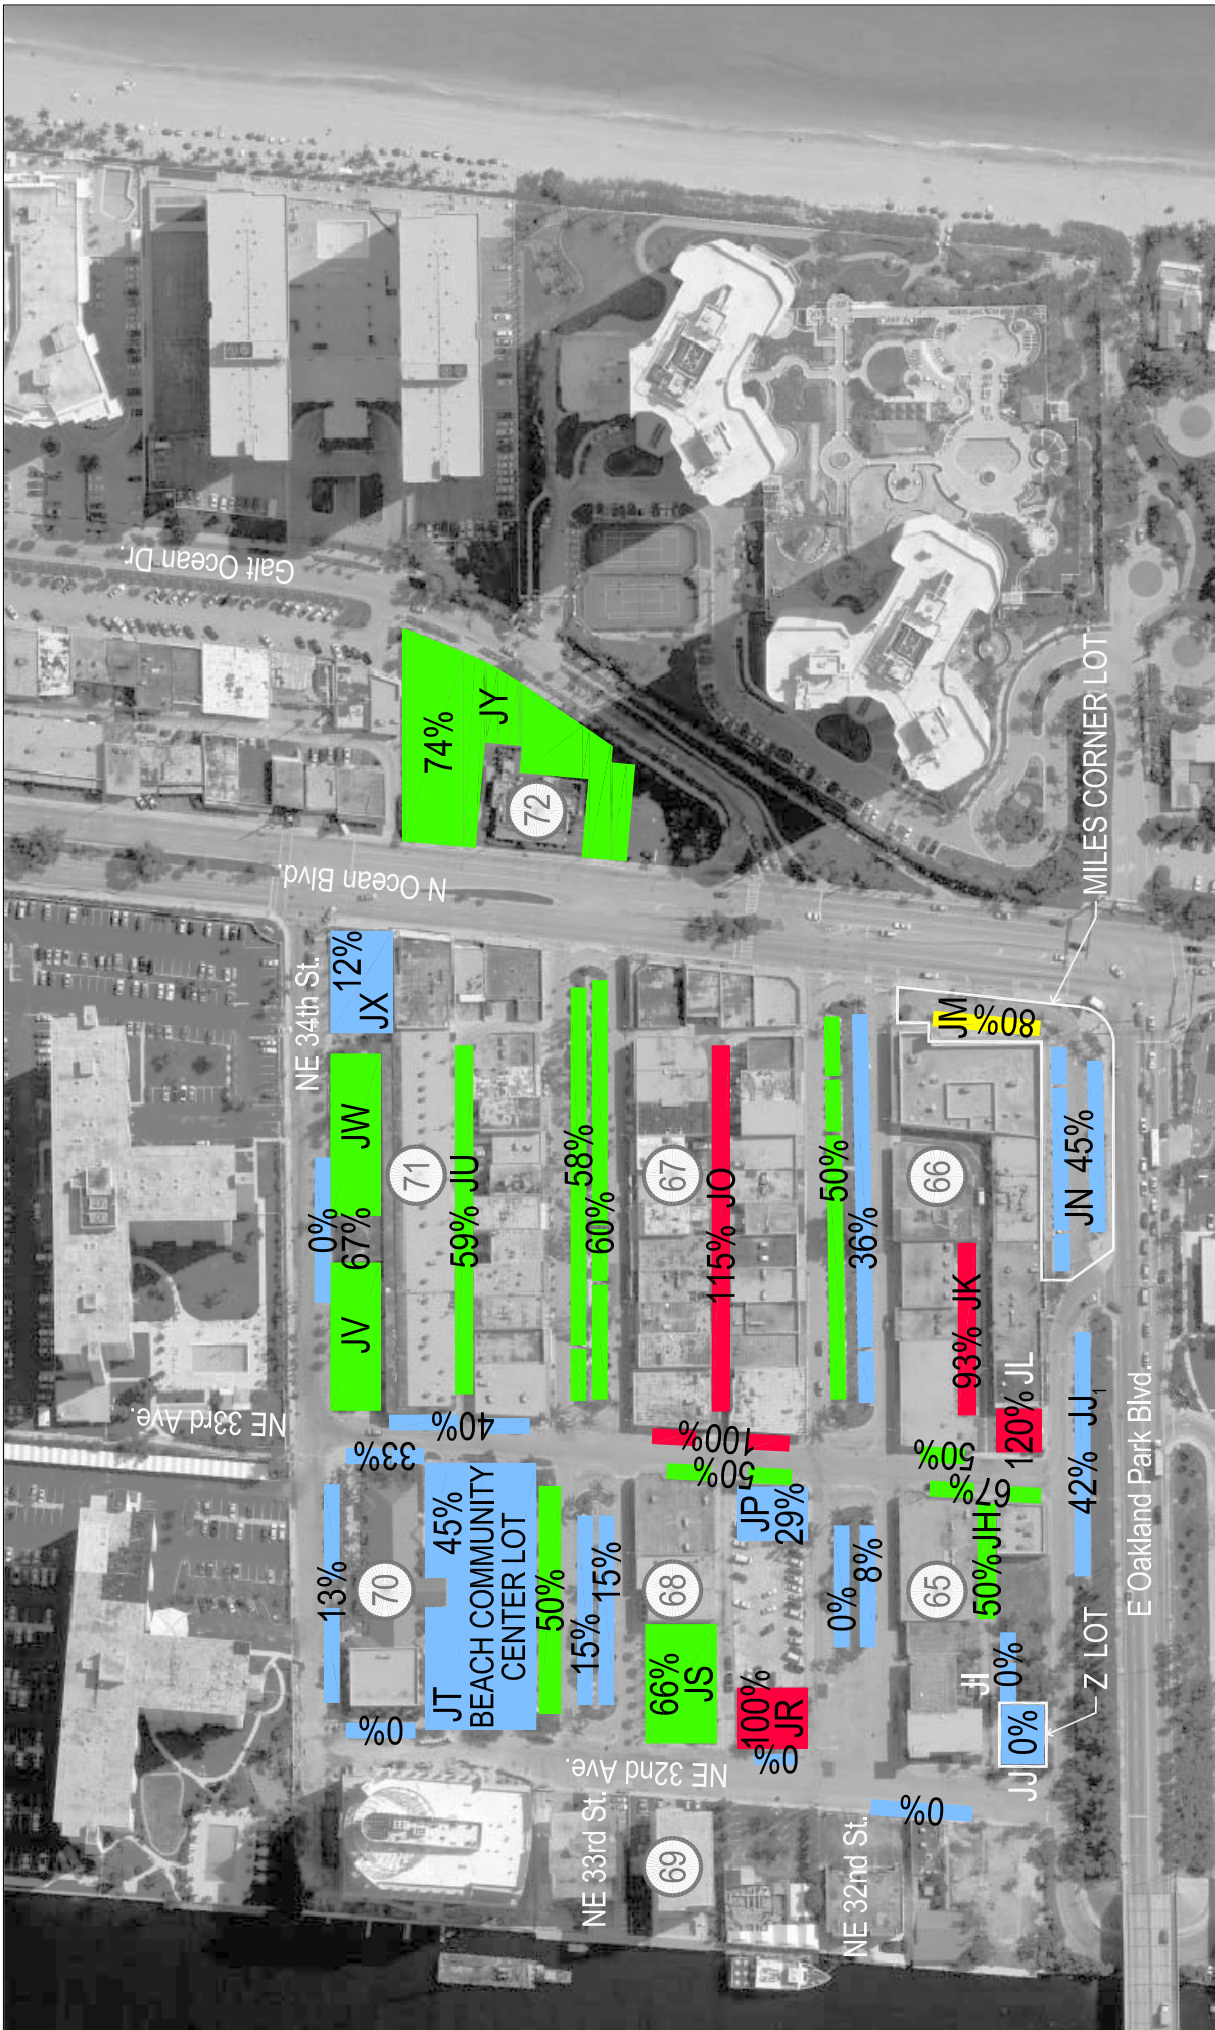 Galt Ocean Dr.
74%
JY
72
N Ocean Blvd.
MILES CORNER LOT
NE 34th St.
12%
JX
JM
80%
JW
0%
67%
JV
71
59% JU
58%
60%
67
115% JO
50%
36%
66
JN 45%
93% JK
120% JL
42% JJ1
E Oakland Park Blvd.
NE 33rd Ave.
40%
33%
100%
50%
50%
67%
13%
70
45%
JT
BEACH COMMUNITY
CENTER LOT
50%
15%
15%
68
JP
29%
0%
8%
65
50% JH
66%
JS
100%
JR
0%
JI
0%
0%
JJ
Z LOT
0%
NE 32nd Ave.
0%
NE 33rd St.
69
NE 32nd St.